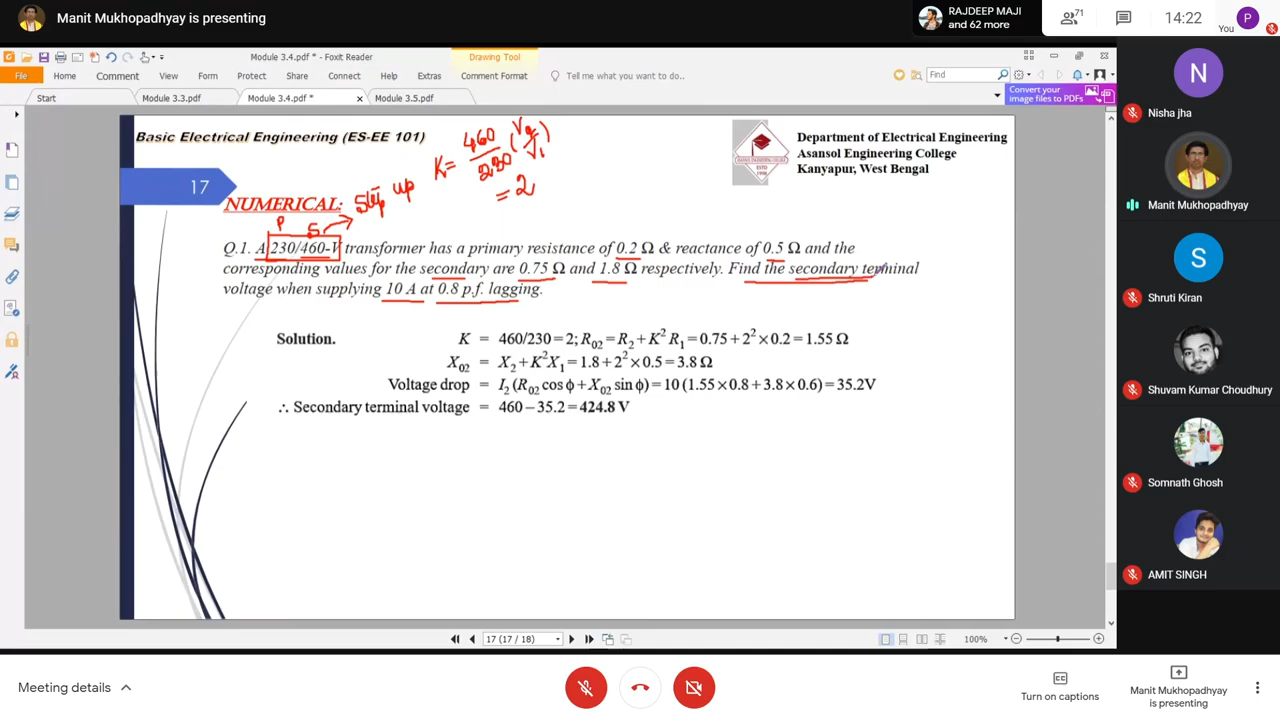 Manit Mukhopadhyay is presenting
RAJDEEP MAJI
and 62 more
71
14:22
You
P
Module 3.4.pdf * - Foxit Reader
Drawing Tool
File
Home
Comment
View
Form
Protect
Share
Connect
Help
Extras
Comment Format
Tell me what you want to do..
Find
Start
Module 3.3.pdf
Module 3.4.pdf *
Module 3.5.pdf
Convert your
image files to PDFs
Basic Electrical Engineering (ES-EE 101)
Department of Electrical Engineering
Asansol Engineering College
Kanyapur, West Bengal
17
K = 460/230 (V2/V1)
= 2
NUMERICAL:
Step up
P S
Q.1. A 230/460-V transformer has a primary resistance of 0.2 Ω & reactance of 0.5 Ω and the
corresponding values for the secondary are 0.75 Ω and 1.8 Ω respectively. Find the secondary terminal
voltage when supplying 10 A at 0.8 p.f. lagging.
Solution. K = 460/230 = 2; R02 = R2 + K² R1 = 0.75 + 2² × 0.2 = 1.55 Ω
X02 = X2 + K²X1 = 1.8 + 2² × 0.5 = 3.8 Ω
Voltage drop = I2 (R02 cos ϕ + X02 sin ϕ) = 10 (1.55 × 0.8 + 3.8 × 0.6) = 35.2V
∴ Secondary terminal voltage = 460 – 35.2 = 424.8 V
17 (17 / 18)
100%
N
Nisha jha
Manit Mukhopadhyay
S
Shruti Kiran
Shuvam Kumar Choudhury
Somnath Ghosh
AMIT SINGH
Meeting details
Turn on captions
Manit Mukhopadhyay
is presenting